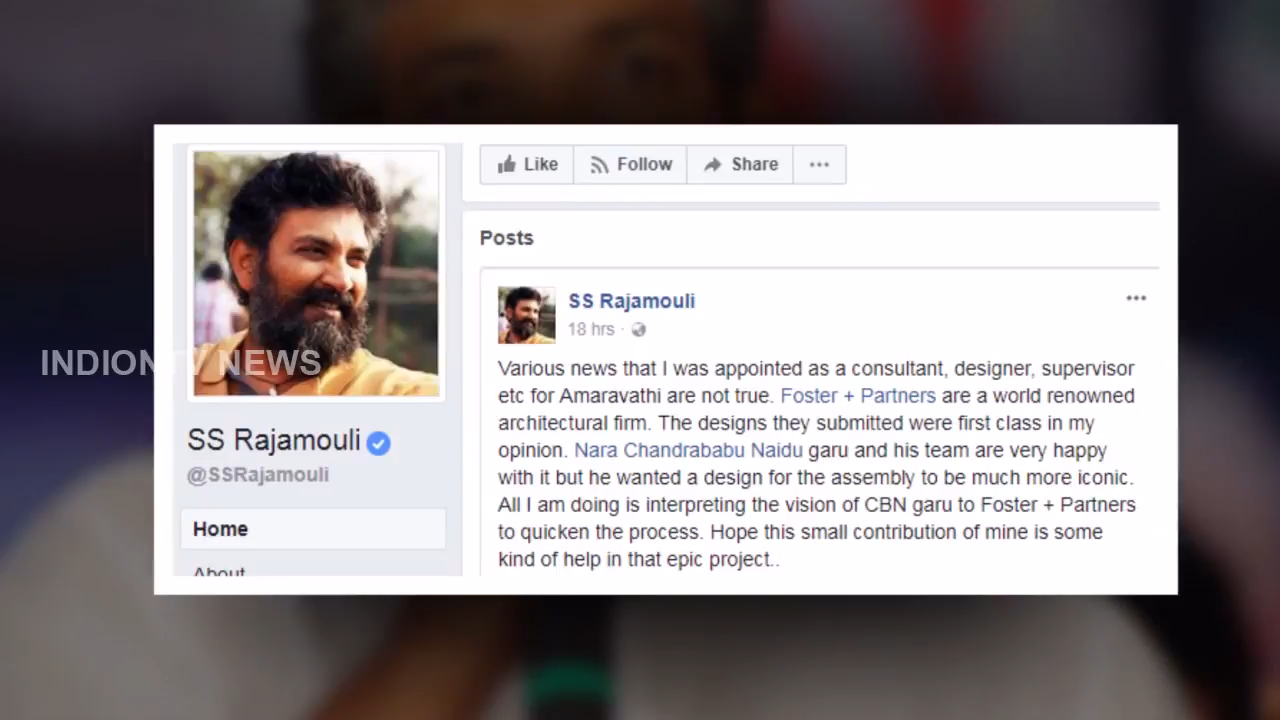 Like Follow Share
Posts
SS Rajamouli
18 hrs
Various news that I was appointed as a consultant, designer, supervisor
etc for Amaravathi are not true. Foster + Partners are a world renowned
architectural firm. The designs they submitted were first class in my
opinion. Nara Chandrababu Naidu garu and his team are very happy
with it but he wanted a design for the assembly to be much more iconic.
All I am doing is interpreting the vision of CBN garu to Foster + Partners
to quicken the process. Hope this small contribution of mine is some
kind of help in that epic project..
INDIONTV NEWS
SS Rajamouli
@SSRajamouli
Home
About